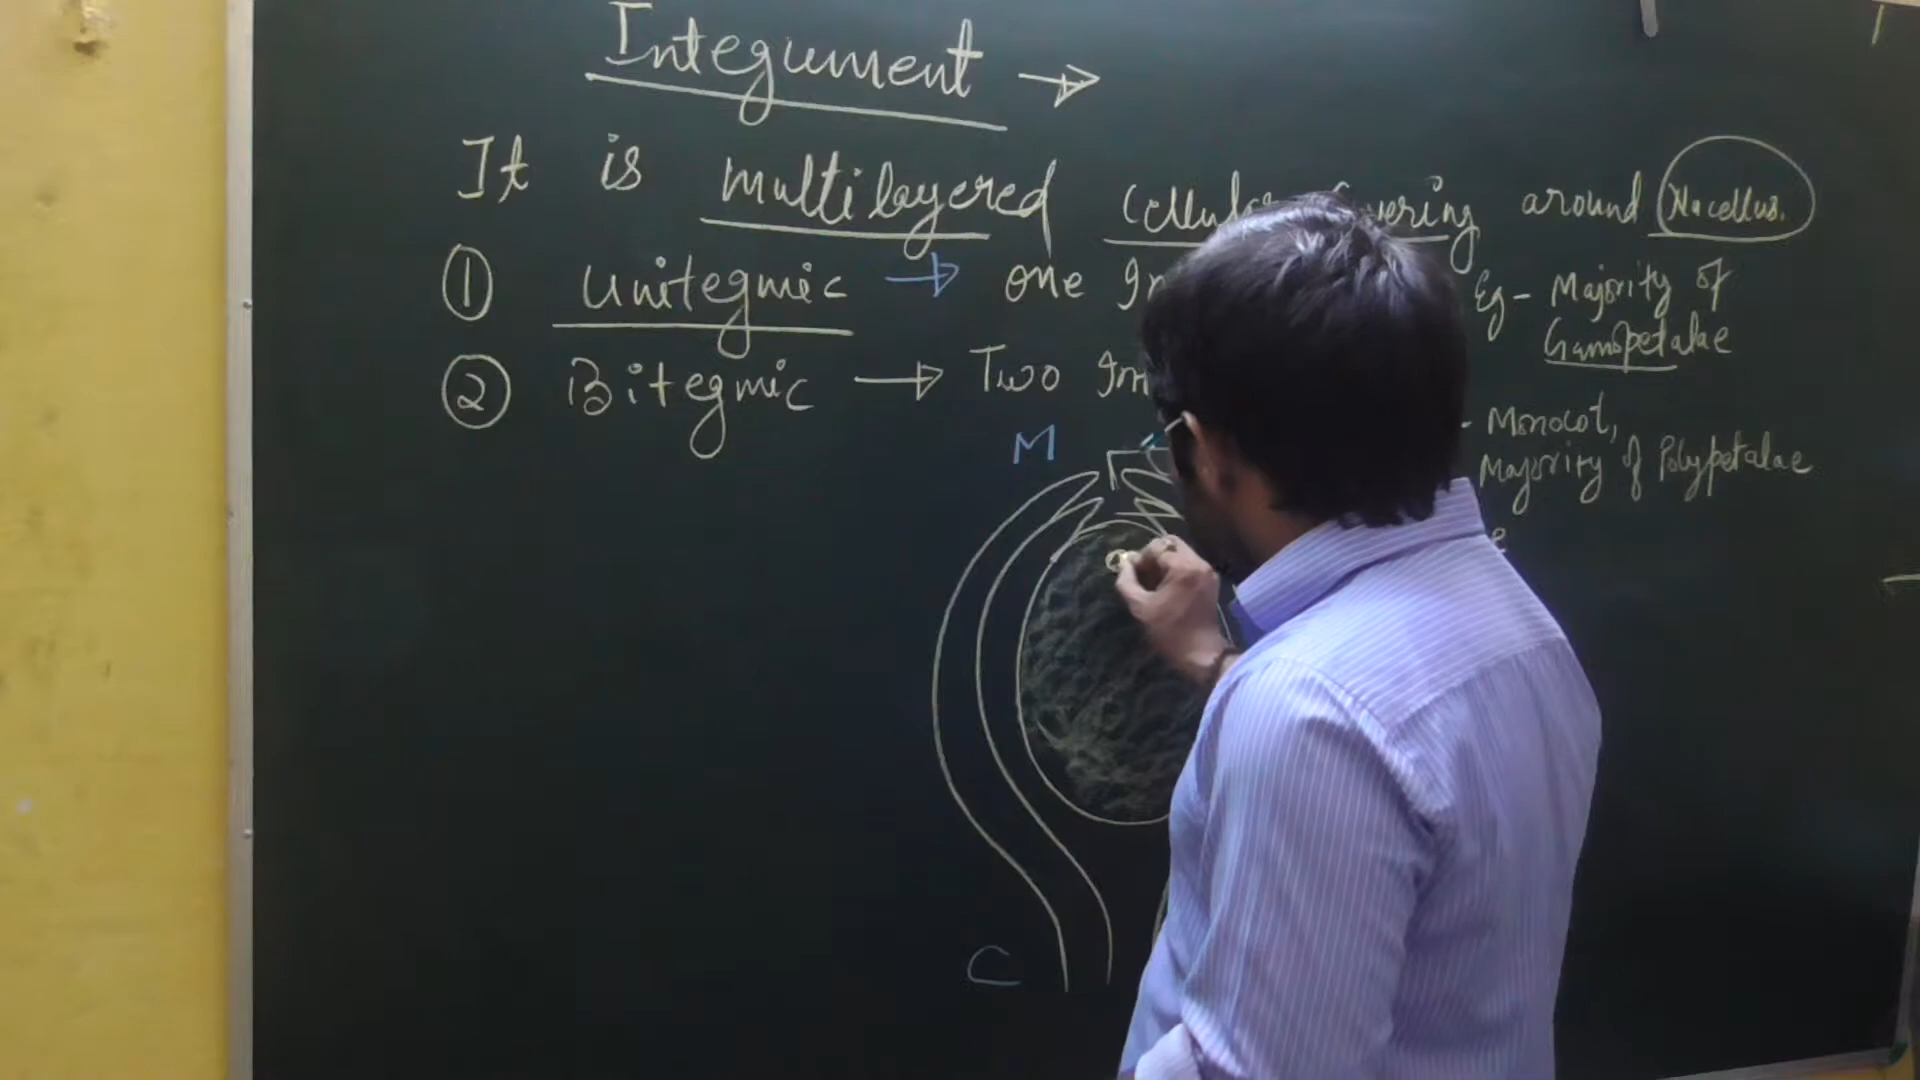 Integument →
It is multilayered Cellular Covering around Nucellus.
① Unitegmic → one
Eg - Majority of
Gamopetalae
② Bitegmic → Two
- Monocot,
Majority of Polypetalae
M
C